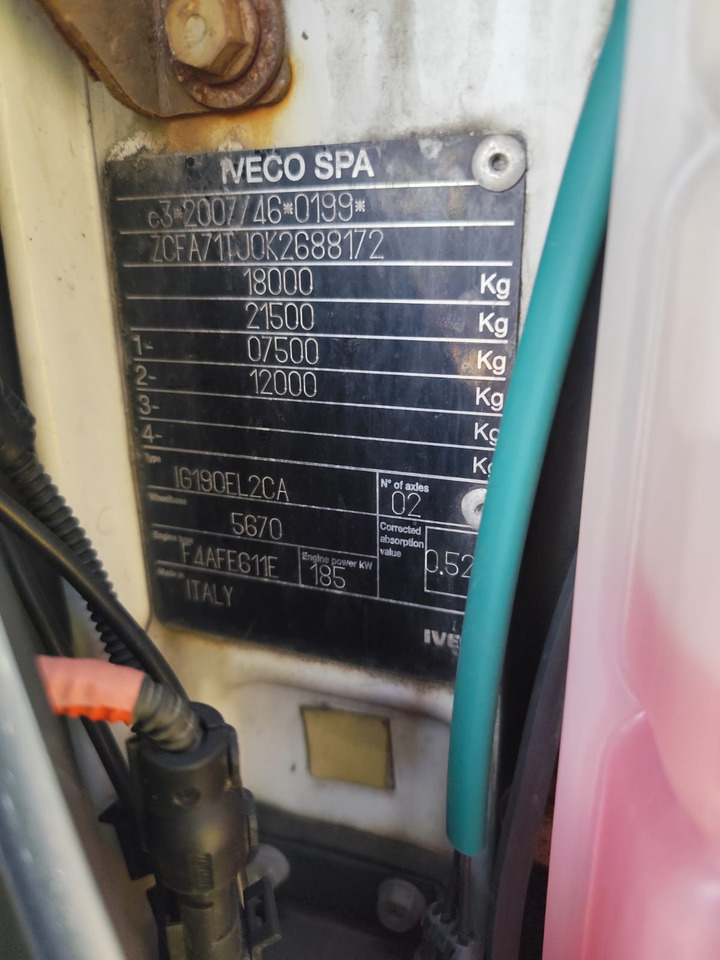 IVECO SPA
e3*2007/46*0199*
ZCFA71TJ0K2688172
18000 Kg
21500 Kg
1- 07500 Kg
2- 12000 Kg
3- Kg
4- Kg
Type IG190EL2CA N° of axles 02
Wheelbase 5670 Corrected absorption value 0.52
Engine type F4AFE611E Engine power kW 185
Made in ITALY
IVE